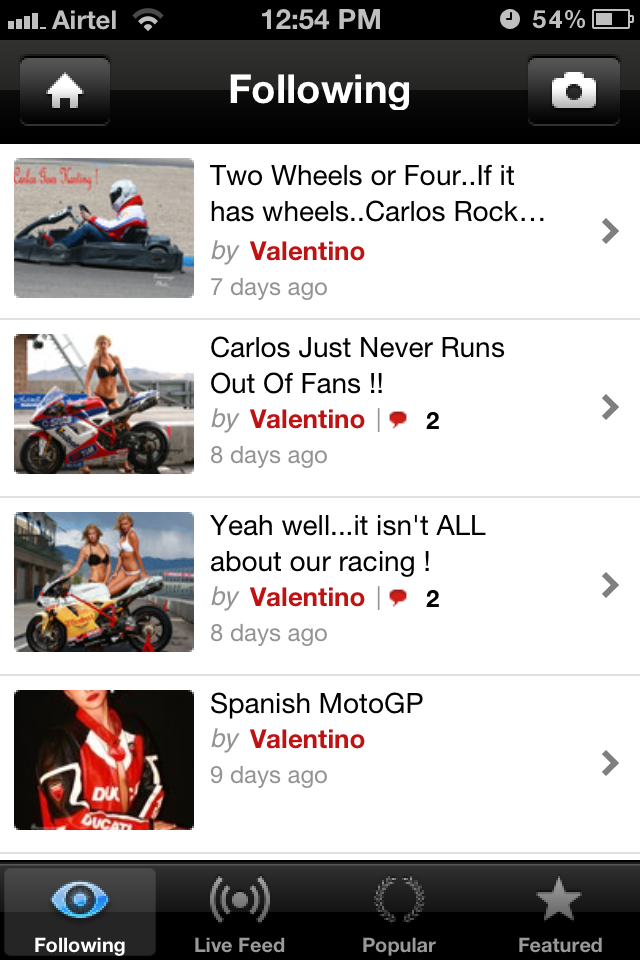 Airtel 12:54 PM 54%
Following
Carlos Goes Karting !
Two Wheels or Four..If it
has wheels..Carlos Rock...
by Valentino
7 days ago
Carlos Just Never Runs
Out Of Fans !!
by Valentino | 2
8 days ago
Yeah well...it isn't ALL
about our racing !
by Valentino | 2
8 days ago
Spanish MotoGP
by Valentino
9 days ago
DUCATI
Following Live Feed Popular Featured